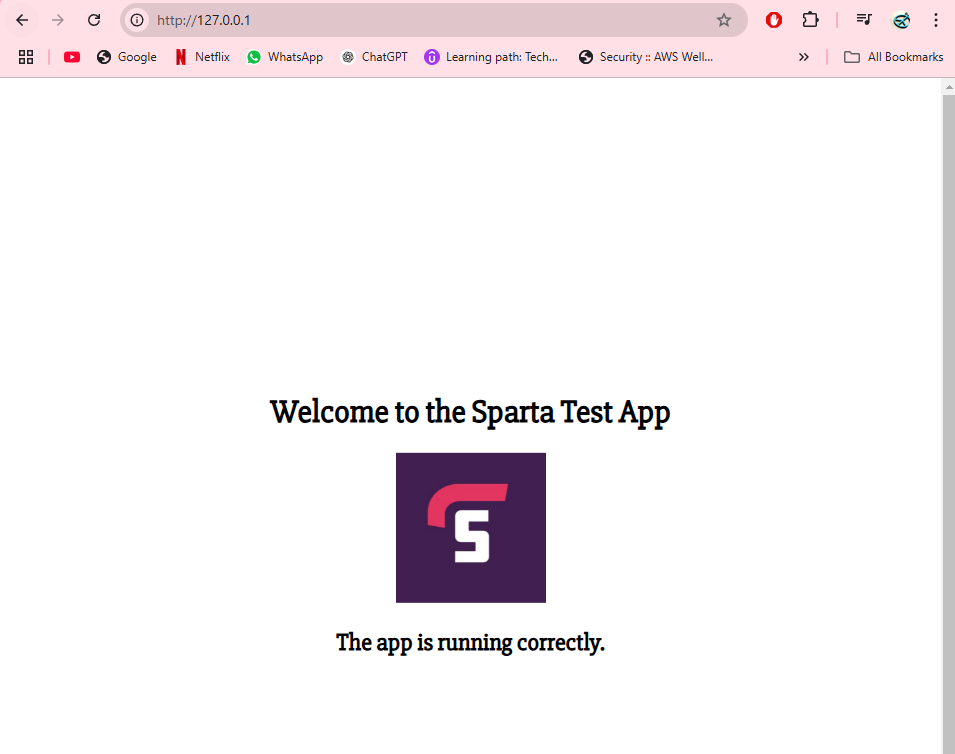 http://127.0.0.1
Google Netflix WhatsApp ChatGPT Learning path: Tech... Security :: AWS Well... All Bookmarks
Welcome to the Sparta Test App
S
The app is running correctly.